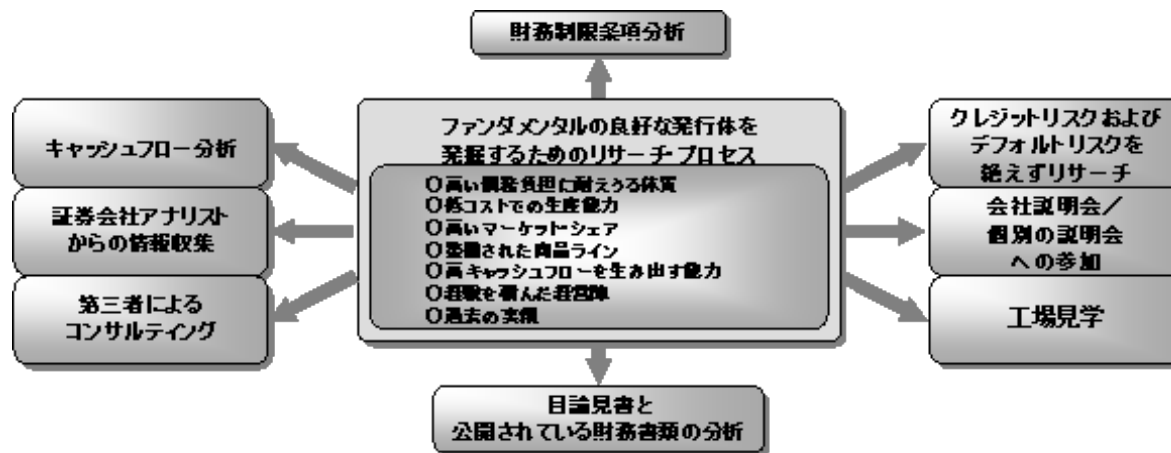 財務制限条項分析
キャッシュフロー分析
証券会社アナリスト
からの情報収集
第三者による
コンサルティング
ファンダメンタルの良好な発行体を
発掘するためのリサーチ・プロセス
○高い債務負担に耐えうる体質
○低コストでの生産能力
○高いマーケットシェア
○整備された商品ライン
○高キャッシュフローを生み出す能力
○経験を積んだ経営陣
○過去の実績
クレジットリスクおよび
デフォルトリスクを
絶えずリサーチ
会社説明会／
個別の説明会
への参加
工場見学
目論見書と
公開されている財務書類の分析